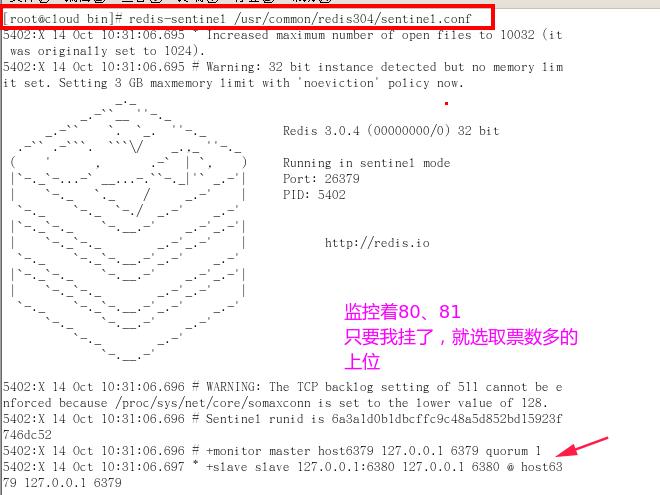 [root@cloud bin]# redis-sentinel /usr/common/redis304/sentinel.conf
5402:X 14 Oct 10:31:06.695 * Increased maximum number of open files to 10032 (it
 was originally set to 1024).
5402:X 14 Oct 10:31:06.695 # Warning: 32 bit instance detected but no memory lim
it set. Setting 3 GB maxmemory limit with 'noeviction' policy now.
Redis 3.0.4 (00000000/0) 32 bit
Running in sentinel mode
Port: 26379
PID: 5402
http://redis.io
监控着80、81
只要我挂了，就选取票数多的
上位
5402:X 14 Oct 10:31:06.696 # WARNING: The TCP backlog setting of 511 cannot be e
nforced because /proc/sys/net/core/somaxconn is set to the lower value of 128.
5402:X 14 Oct 10:31:06.696 # Sentinel runid is 6a3a1d0b1dbcffc9c48a5d852bd15923f
746dc52
5402:X 14 Oct 10:31:06.696 # +monitor master host6379 127.0.0.1 6379 quorum 1
5402:X 14 Oct 10:31:06.697 * +slave slave 127.0.0.1:6380 127.0.0.1 6380 @ host63
79 127.0.0.1 6379